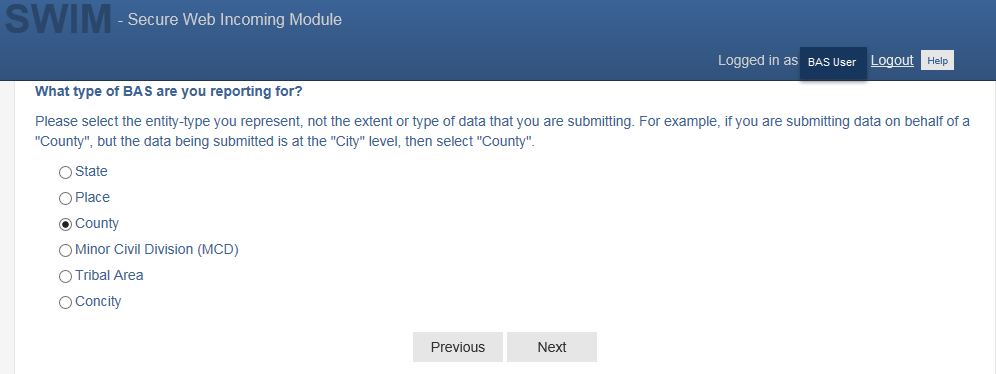 SWIM - Secure Web Incoming Module
Logged in as BAS User Logout Help
What type of BAS are you reporting for?
Please select the entity-type you represent, not the extent or type of data that you are submitting. For example, if you are submitting data on behalf of a
"County", but the data being submitted is at the "City" level, then select "County".
State
Place
County
Minor Civil Division (MCD)
Tribal Area
Concity
Previous Next